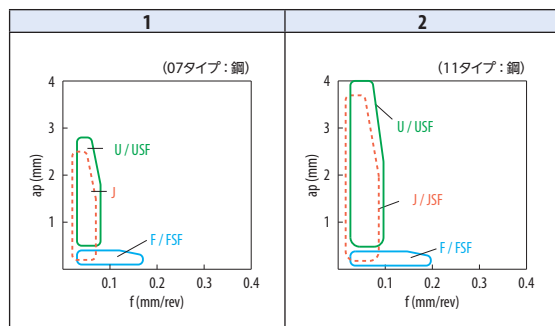 1
2
(07タイプ：鋼)
4
3
2
1
ap (mm)
U / USF
J
F / FSF
0.1
0.2
0.3
0.4
f (mm/rev)
(11タイプ：鋼)
4
3
2
1
ap (mm)
U / USF
J / JSF
F / FSF
0.1
0.2
0.3
0.4
f (mm/rev)